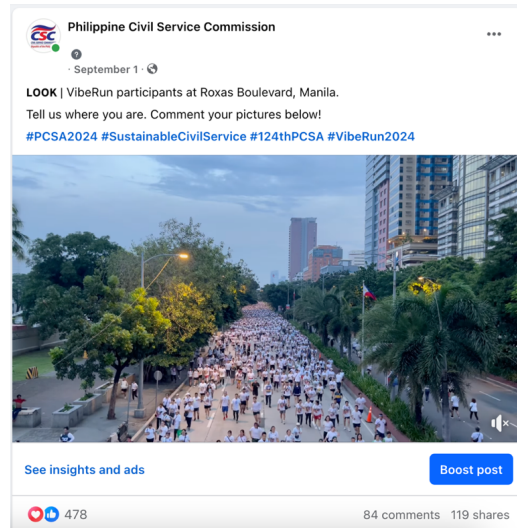 CSC
Philippine Civil Service Commission
· September 1 ·
LOOK | VibeRun participants at Roxas Boulevard, Manila.
Tell us where you are. Comment your pictures below!
#PCSA2024 #SustainableCivilService #124thPCSA #VibeRun2024
See insights and ads
Boost post
478
84 comments 119 shares